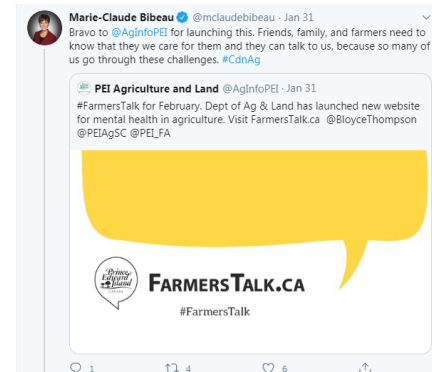 Marie-Claude Bibeau @mclaudebibeau · Jan 31
Bravo to @AgInfoPEI for launching this. Friends, family, and farmers need to
know that they we care for them and they can talk to us, because so many of
us go through these challenges. #CdnAg
PEI Agriculture and Land @AgInfoPEI · Jan 31
#FarmersTalk for February. Dept of Ag & Land has launched new website
for mental health in agriculture. Visit FarmersTalk.ca @BloyceThompson
@PEIAgSC @PEI_FA
Prince
Edward
Island
CANADA
FARMERSTALK.CA
#FarmersTalk
1 4 6